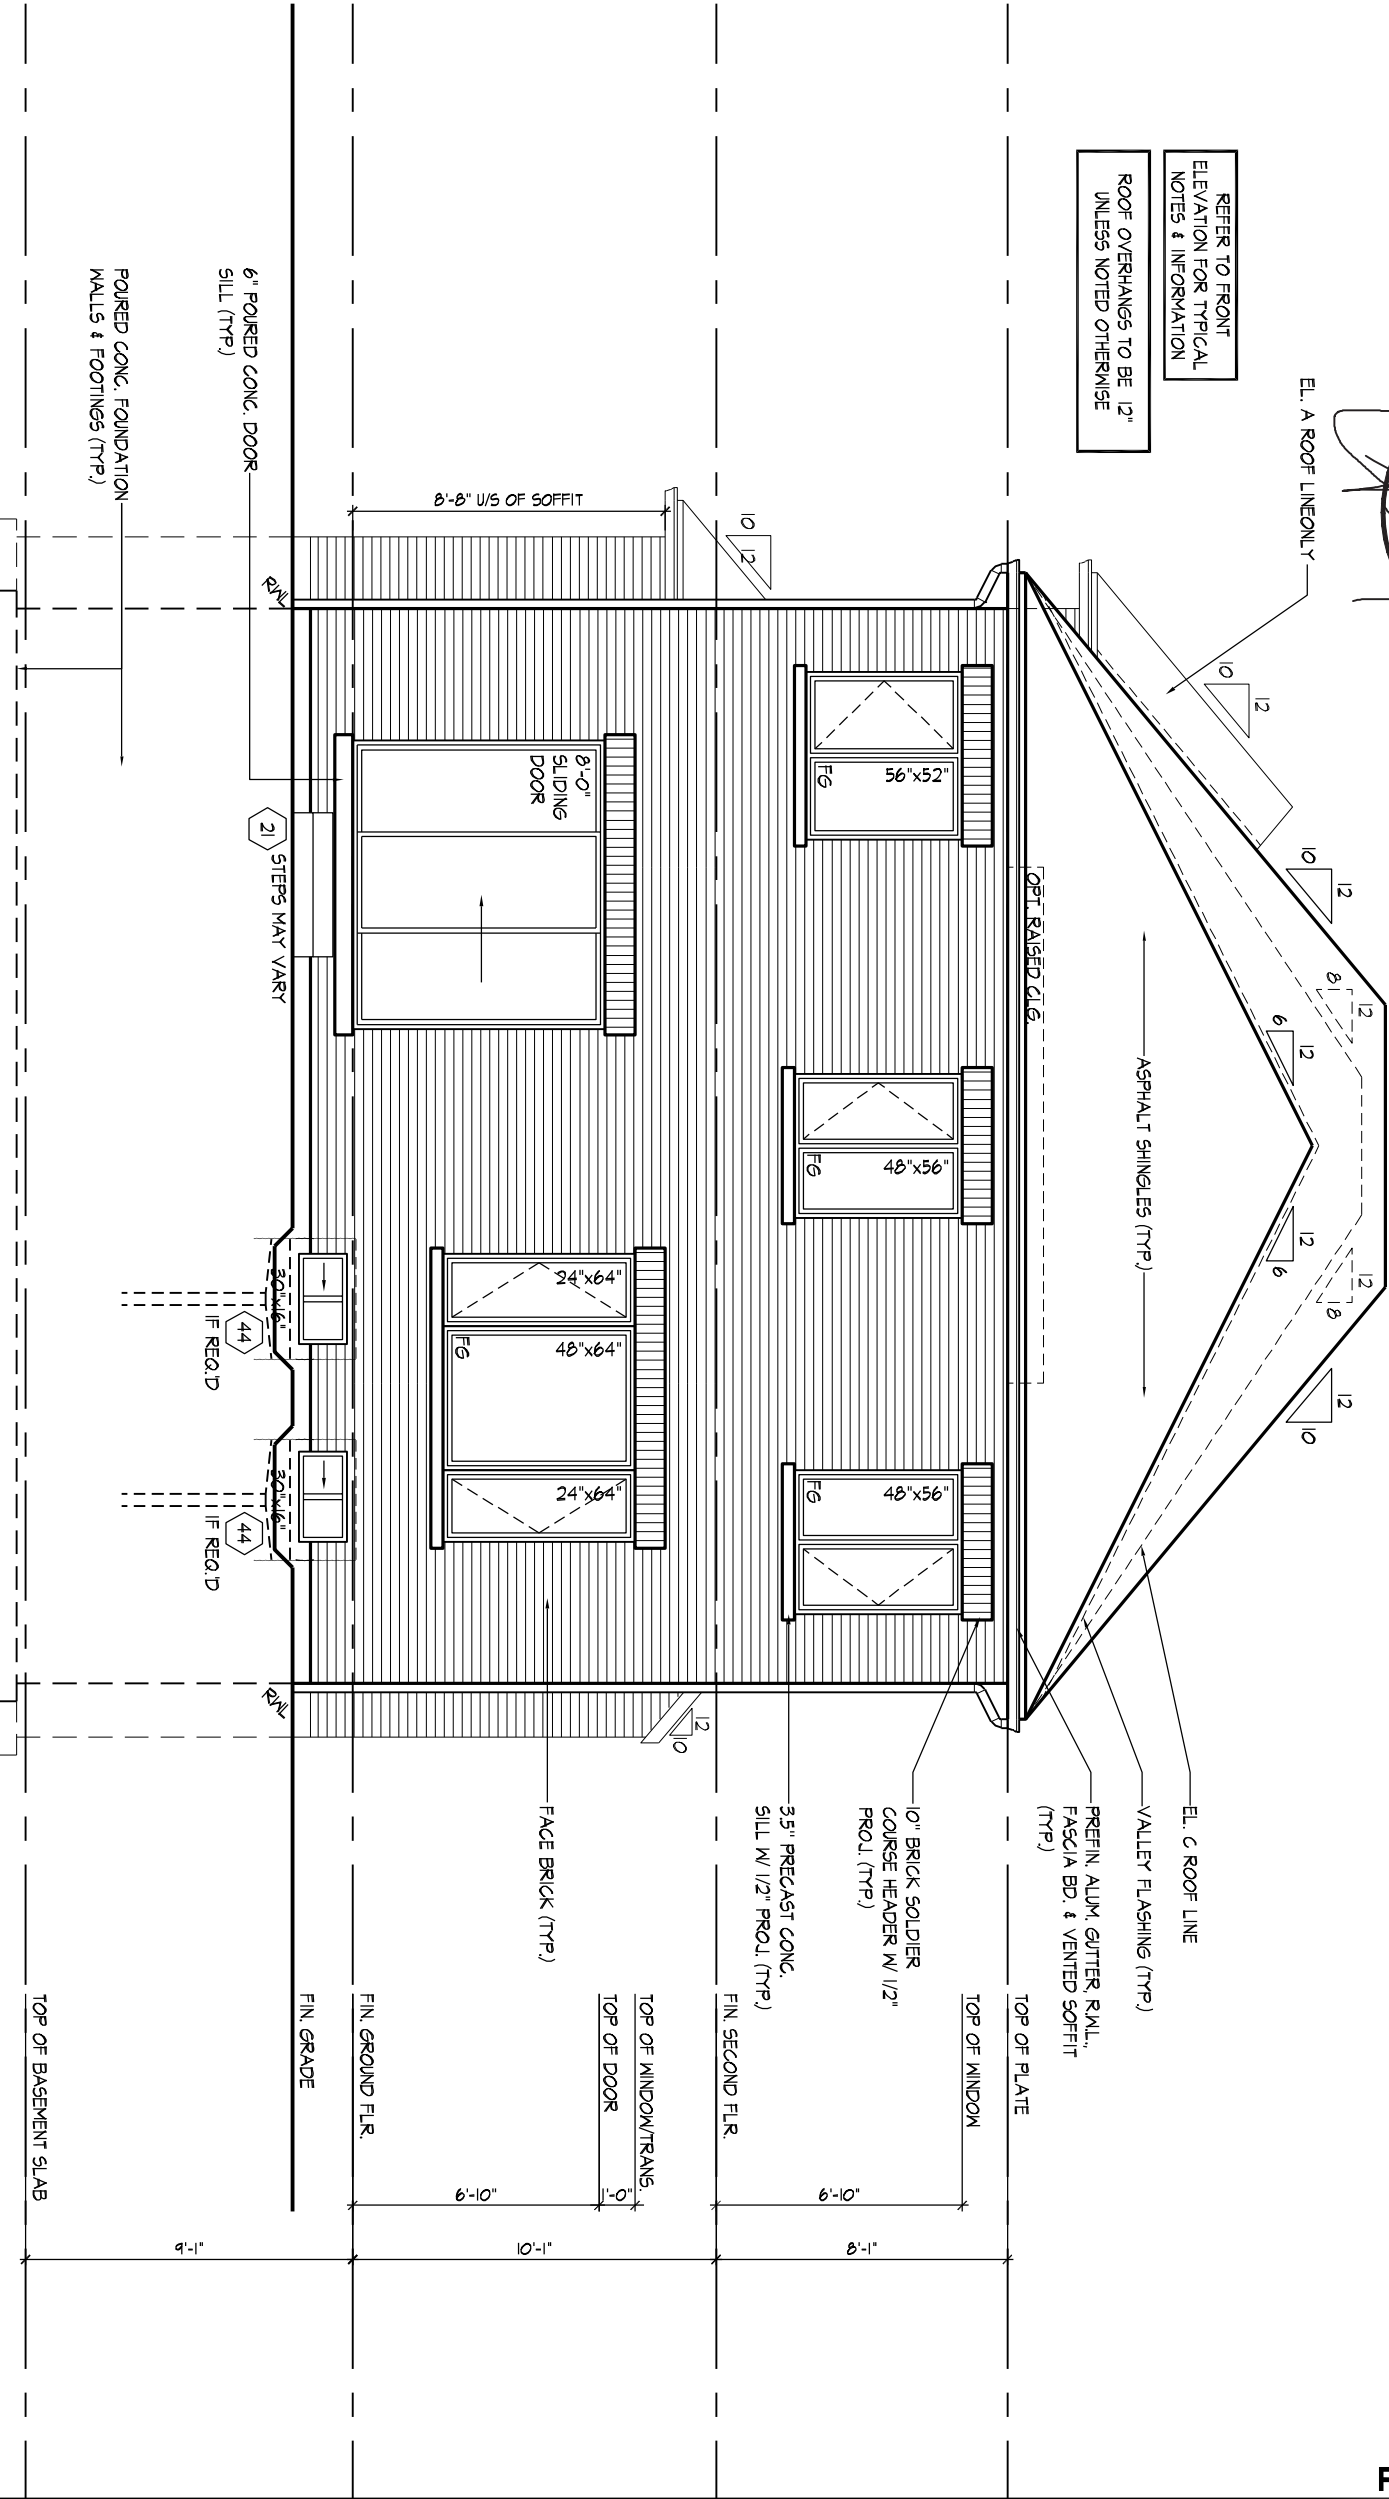 REFER TO FRONT
ELEVATION FOR TYPICAL
NOTES & INFORMATION
ROOF OVERHANGS TO BE 12"
UNLESS NOTED OTHERWISE
EL. A ROOF LINEONLY
10
12
10
12
10
12
8
12
6
12
12
6
12
8
12
10
12
10
ASPHALT SHINGLES (TYP.)
OPT. RAISED CLG.
8'-8" U/S OF SOFFIT
56"x52"
FG
48"x56"
FG
48"x56"
FG
8'-0"
SLIDING
DOOR
24"x64"
48"x64"
FG
24"x64"
RWL
RWL
6" POURED CONC. DOOR
SILL (TYP.)
POURED CONC. FOUNDATION
WALLS & FOOTINGS (TYP.)
21
STEPS MAY VARY
30"x16"
44
IF REQ.'D
30"x16"
44
IF REQ.'D
EL. C ROOF LINE
VALLEY FLASHING (TYP.)
PREFIN. ALUM. GUTTER, R.W.L.,
FASCIA BD. & VENTED SOFFIT
(TYP.)
10" BRICK SOLDIER
COURSE HEADER W/ 1/2"
PROJ. (TYP.)
3.5" PRECAST CONC.
SILL W/ 1/2" PROJ. (TYP.)
FACE BRICK (TYP.)
TOP OF PLATE
TOP OF WINDOW
FIN. SECOND FLR.
TOP OF WINDOW/TRANS.
TOP OF DOOR
FIN. GROUND FLR.
FIN. GRADE
TOP OF BASEMENT SLAB
6'-10"
1'-0"
6'-10"
8'-1"
10'-1"
9'-1"